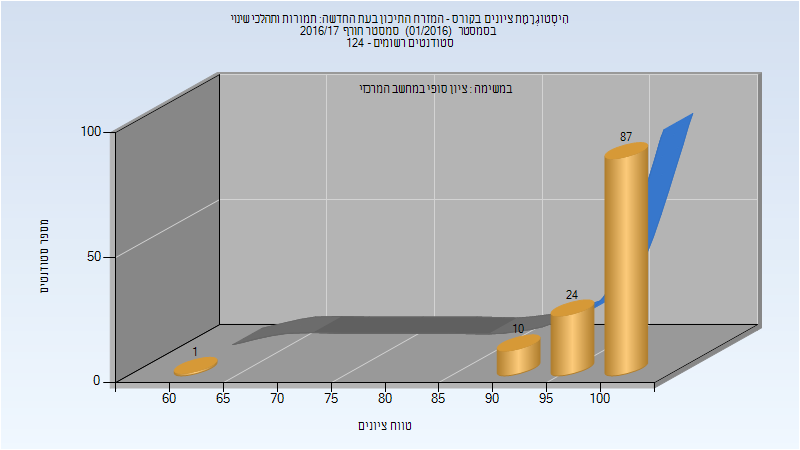 היסטוגרמת ציונים בקורס - המזרח התיכון בעת החדשה: תמורות ותהליכי שינוי
בסמסטר (01/2016) סמסטר חורף 2016/17
סטודנטים רשומים - 124
במשימה : ציון סופי במחשב המרכזי
100
50
0
מספר סטודנטים
1
10
24
87
60 65 70 75 80 85 90 95 100
טווח ציונים